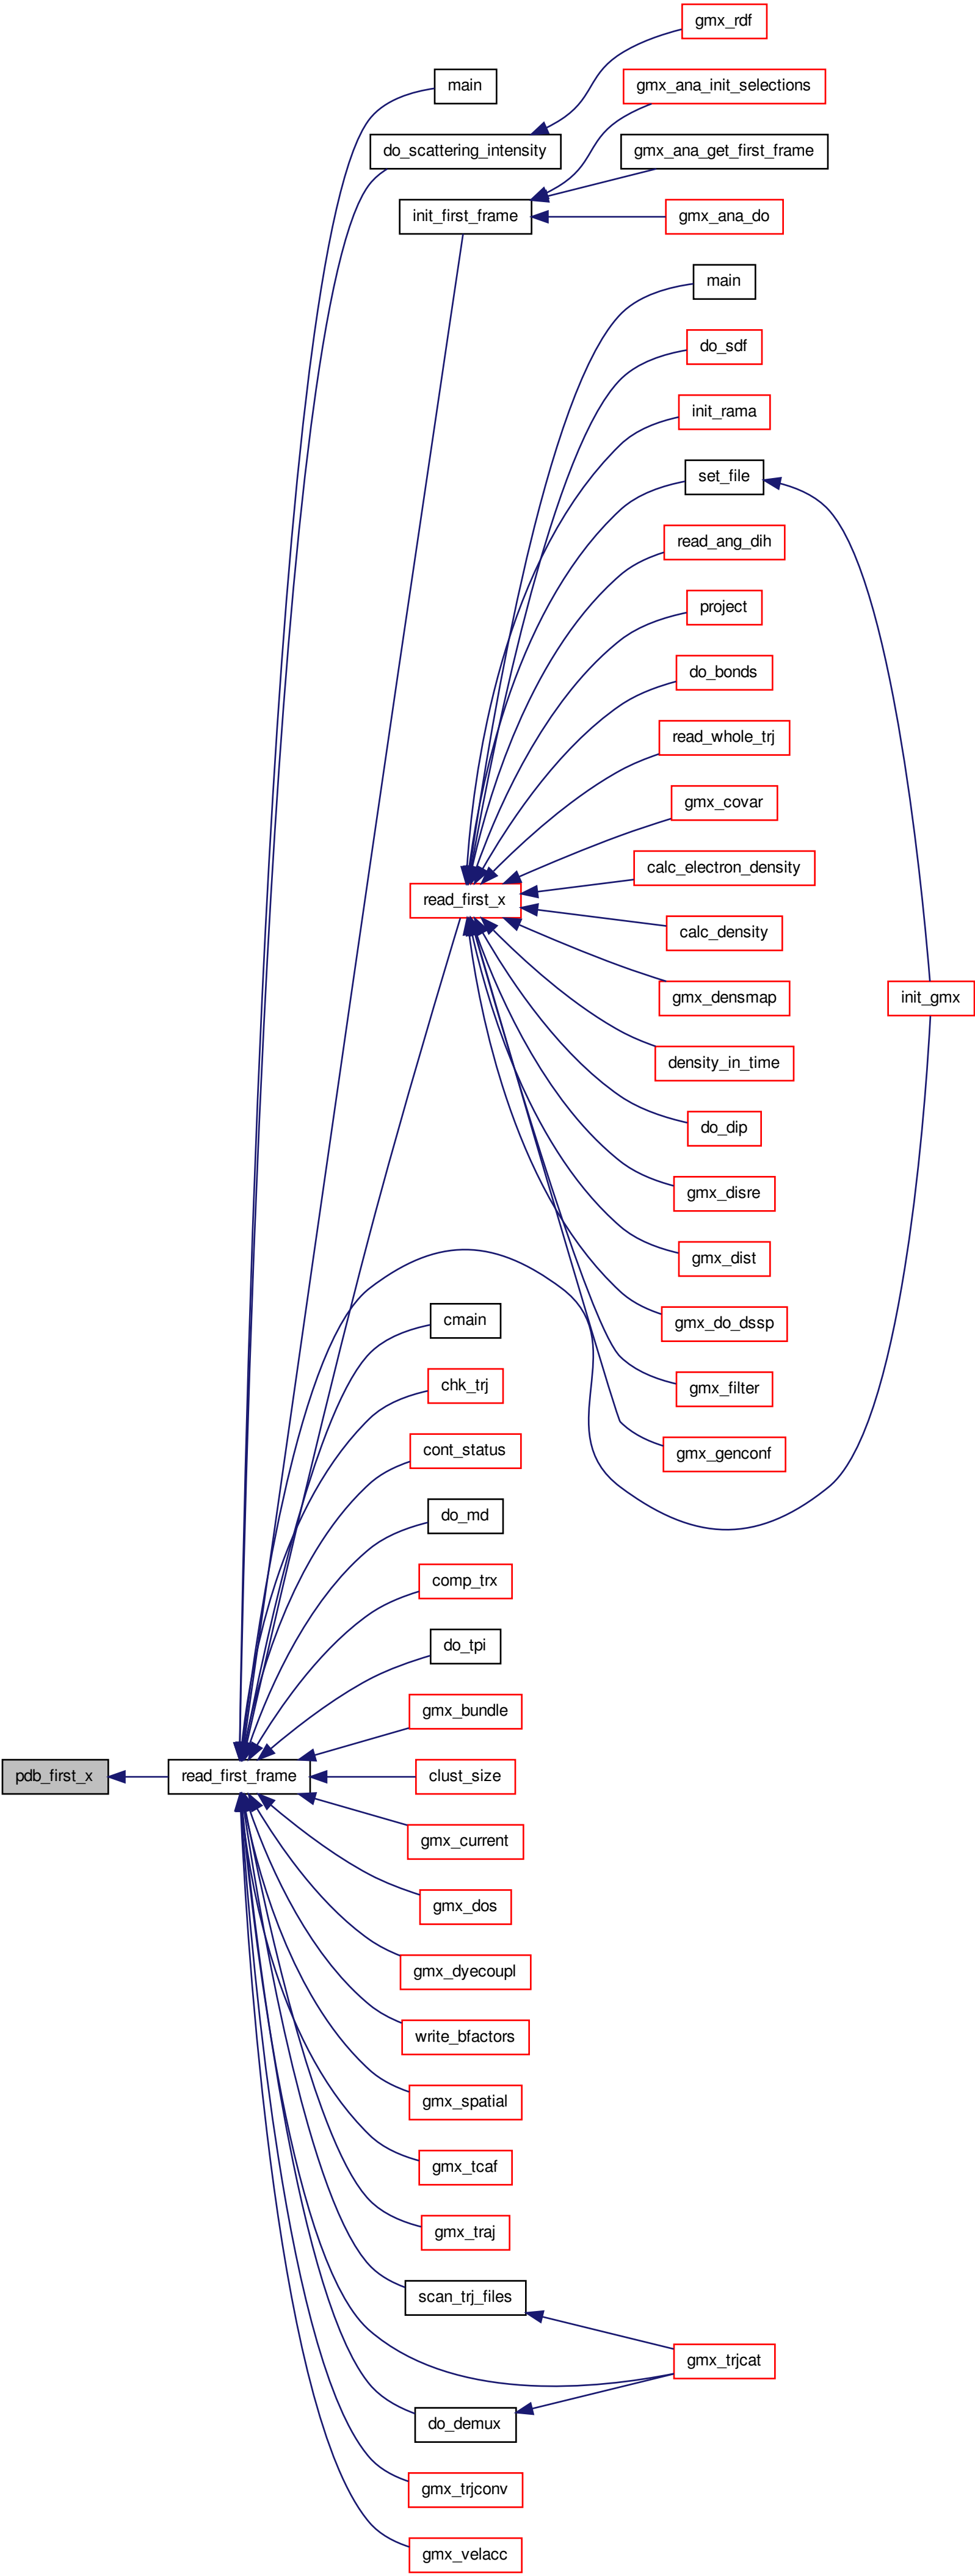 gmx_rdf
main
gmx_ana_init_selections
do_scattering_intensity
gmx_ana_get_first_frame
init_first_frame
gmx_ana_do
main
do_sdf
init_rama
set_file
read_ang_dih
project
do_bonds
read_whole_trj
gmx_covar
calc_electron_density
read_first_x
calc_density
gmx_densmap
init_gmx
density_in_time
do_dip
gmx_disre
gmx_dist
cmain
gmx_do_dssp
chk_trj
gmx_filter
cont_status
gmx_genconf
do_md
comp_trx
do_tpi
gmx_bundle
pdb_first_x
read_first_frame
clust_size
gmx_current
gmx_dos
gmx_dyecoupl
write_bfactors
gmx_spatial
gmx_tcaf
gmx_traj
scan_trj_files
gmx_trjcat
do_demux
gmx_trjconv
gmx_velacc